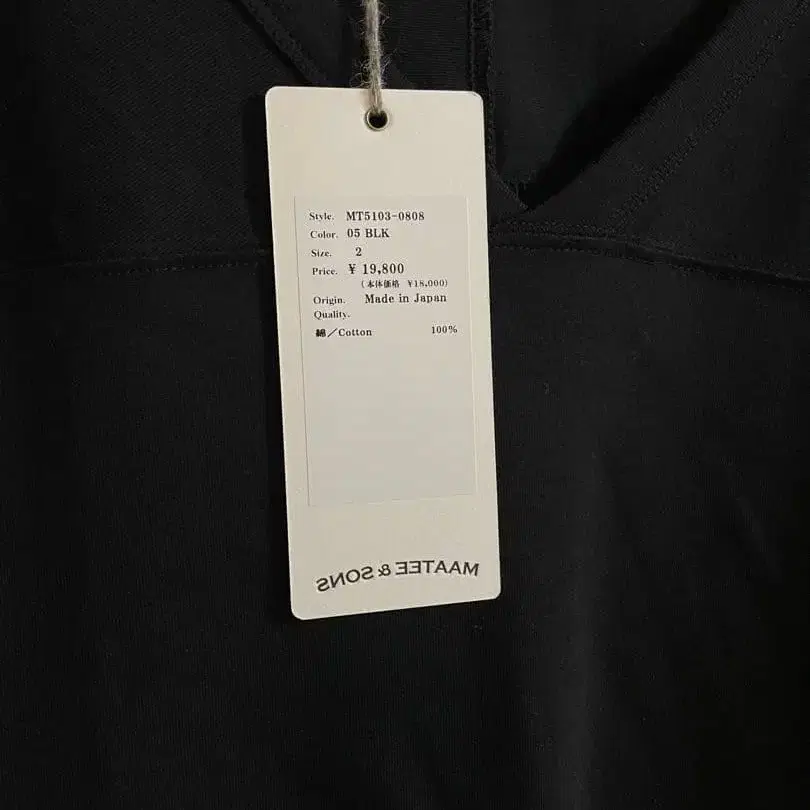 Style. MT5103-0808
Color. 05 BLK
Size. 2
Price. ¥ 19,800
(本体価格 ¥18,000)
Origin. Made in Japan
Quality.
綿／Cotton 100%
MAATEE & SONS